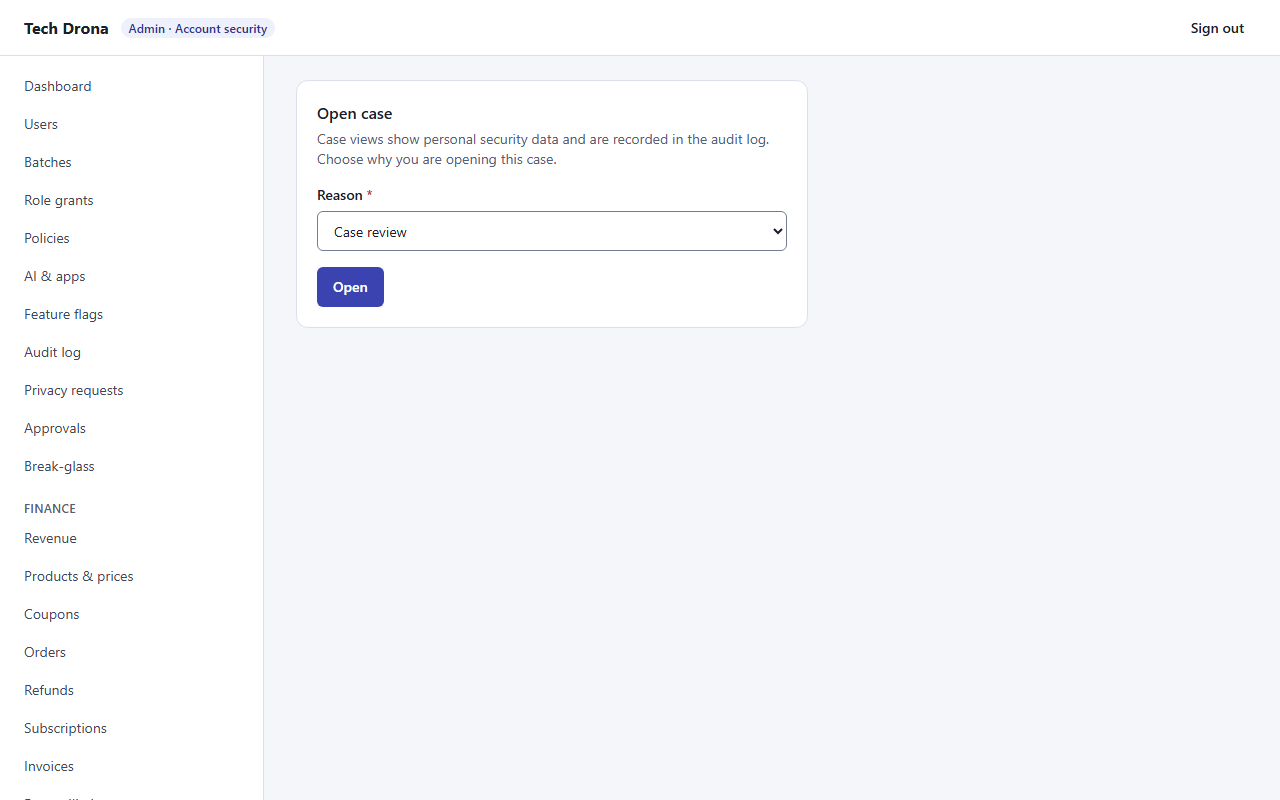 Tech Drona
Admin · Account security
Sign out
Dashboard
Users
Batches
Role grants
Policies
AI & apps
Feature flags
Audit log
Privacy requests
Approvals
Break-glass
FINANCE
Revenue
Products & prices
Coupons
Orders
Refunds
Subscriptions
Invoices
Open case
Case views show personal security data and are recorded in the audit log.
Choose why you are opening this case.
Reason *
Case review
Open